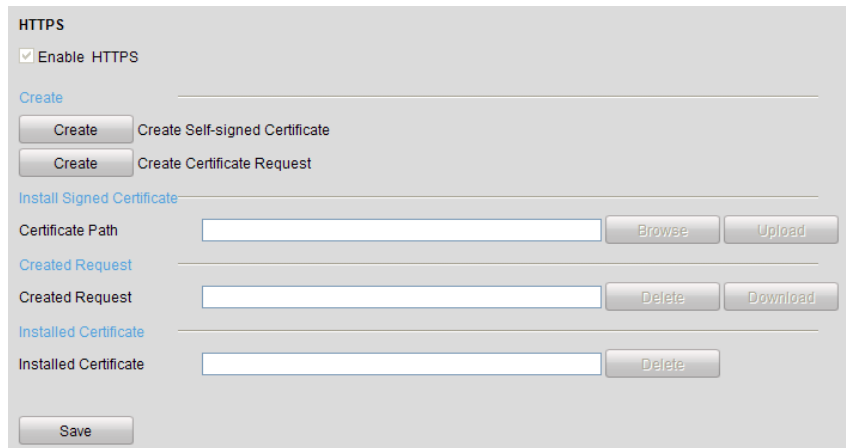 HTTPS
Enable HTTPS
Create
Create Create Self-signed Certificate
Create Create Certificate Request
Install Signed Certificate
Certificate Path Browse Upload
Created Request
Created Request Delete Download
Installed Certificate
Installed Certificate Delete
Save